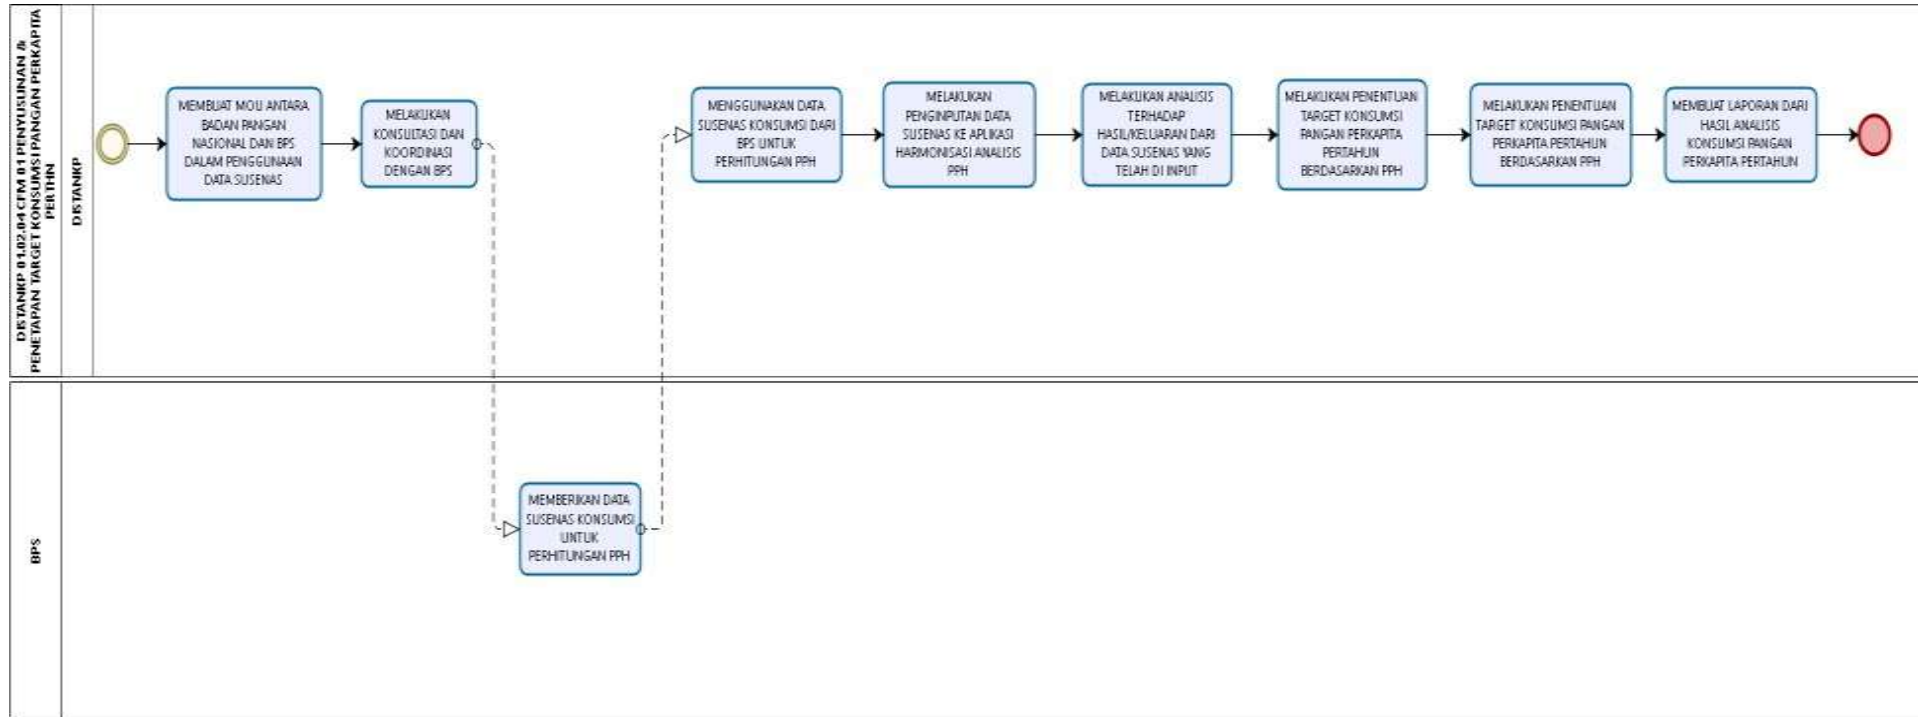 DISTANKP 01.02.04 CFM 01 PENYUSUNAN &
PENETAPAN TARGET KONSUMSI PANGAN PERKAPITA
PERTHN
DISTANKP
MEMBUAT MOU ANTARA
BADAN PANGAN
NASIONAL DAN BPS
DALAM PENGGUNAAN
DATA SUSENAS
MELAKUKAN
KONSULTASI DAN
KOORDINASI
DENGAN BPS
MENGGUNAKAN DATA
SUSENAS KONSUMSI DARI
BPS UNTUK
PERHITUNGAN PPH
MELAKUKAN
PENGINPUTAN DATA
SUSENAS KE APLIKASI
HARMONISASI ANALISIS
PPH
MELAKUKAN ANALISIS
TERHADAP
HASIL/KELUARAN DARI
DATA SUSENAS YANG
TELAH DI INPUT
MELAKUKAN PENENTUAN
TARGET KONSUMSI
PANGAN PERKAPITA
PERTAHUN
BERDASARKAN PPH
MELAKUKAN PENENTUAN
TARGET KONSUMSI PANGAN
PERKAPITA PERTAHUN
BERDASARKAN PPH
MEMBUAT LAPORAN DARI
HASIL ANALISIS
KONSUMSI PANGAN
PERKAPITA PERTAHUN
BPS
MEMBERIKAN DATA
SUSENAS KONSUMSI
UNTUK
PERHITUNGAN PPH